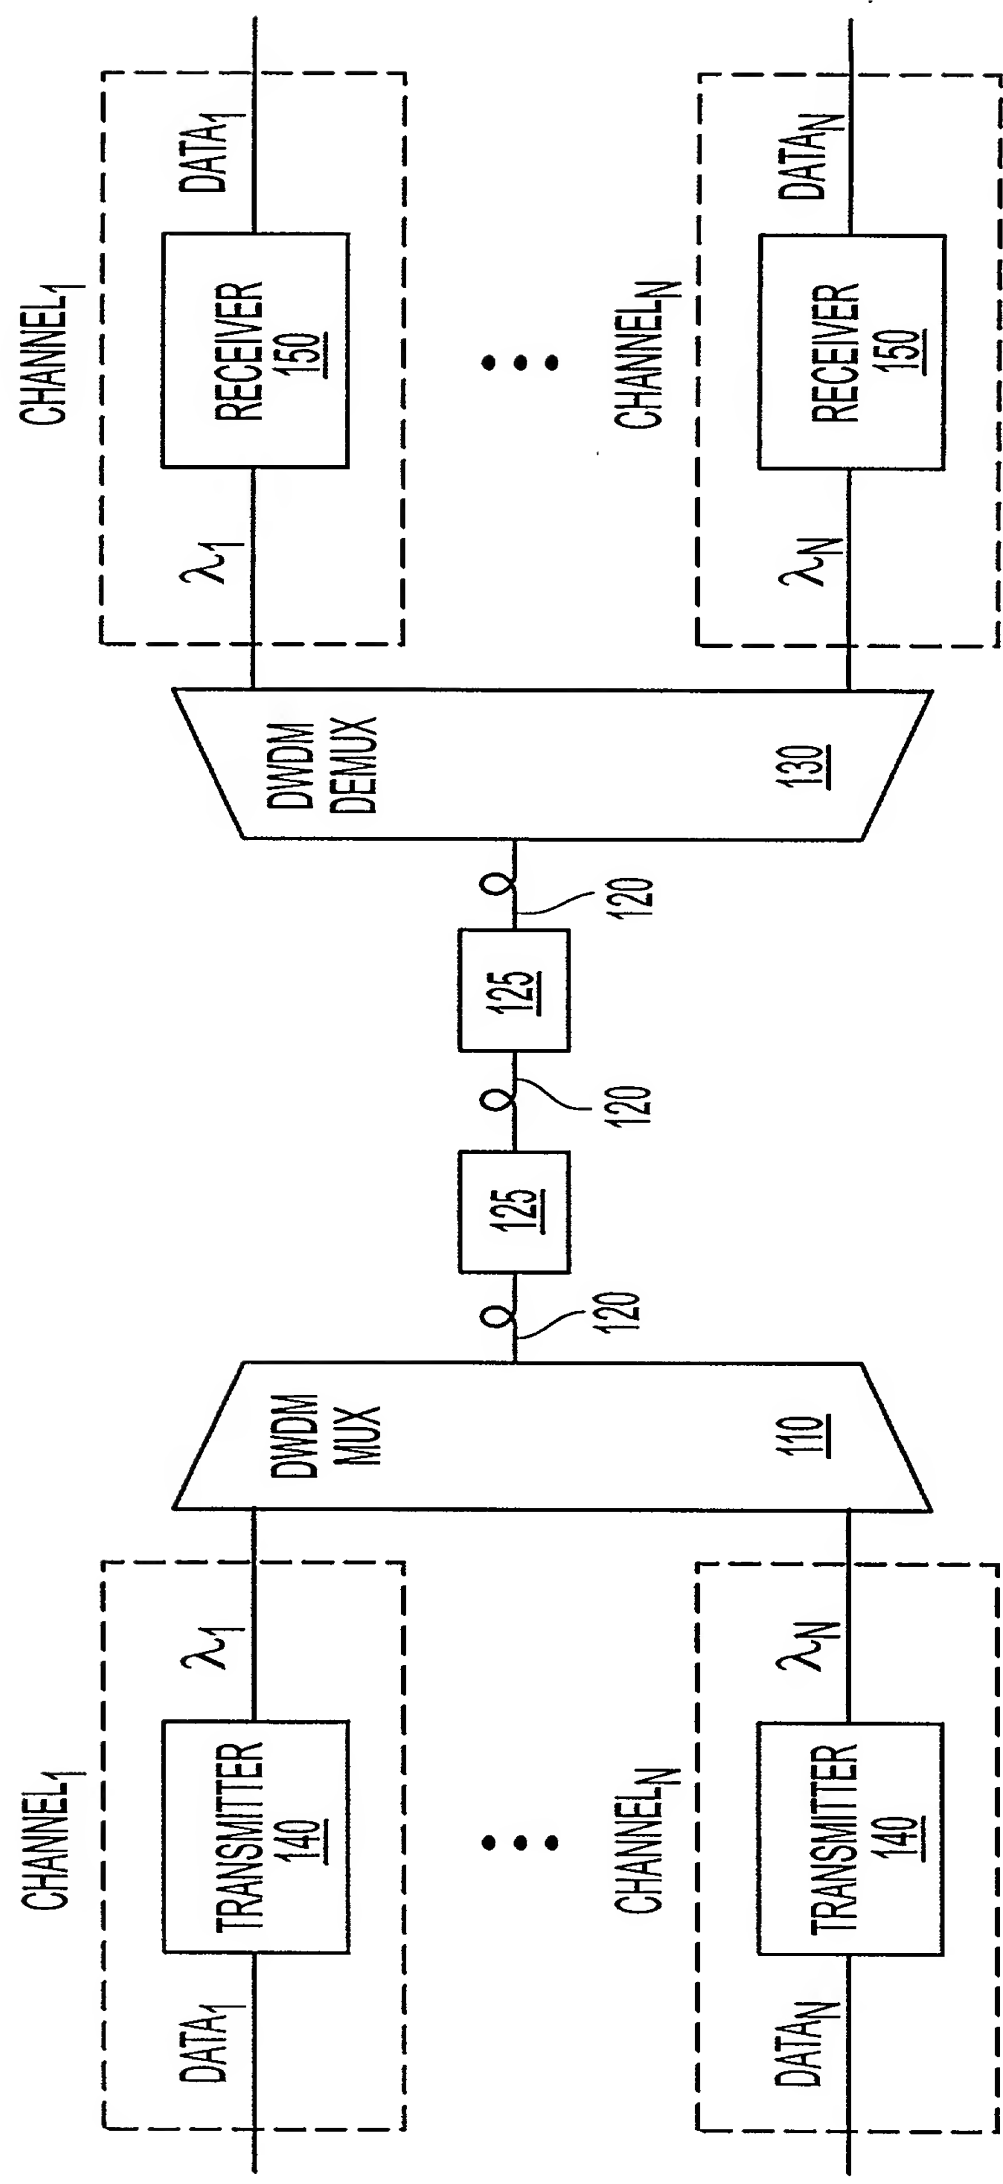 CHANNEL1
DATA1
TRANSMITTER
140
λ1
CHANNELN
DATAN
TRANSMITTER
140
λN
DWDM
MUX
110
120
125
120
125
120
DWDM
DEMUX
130
CHANNEL1
λ1
RECEIVER
150
DATA1
CHANNELN
λN
RECEIVER
150
DATAN